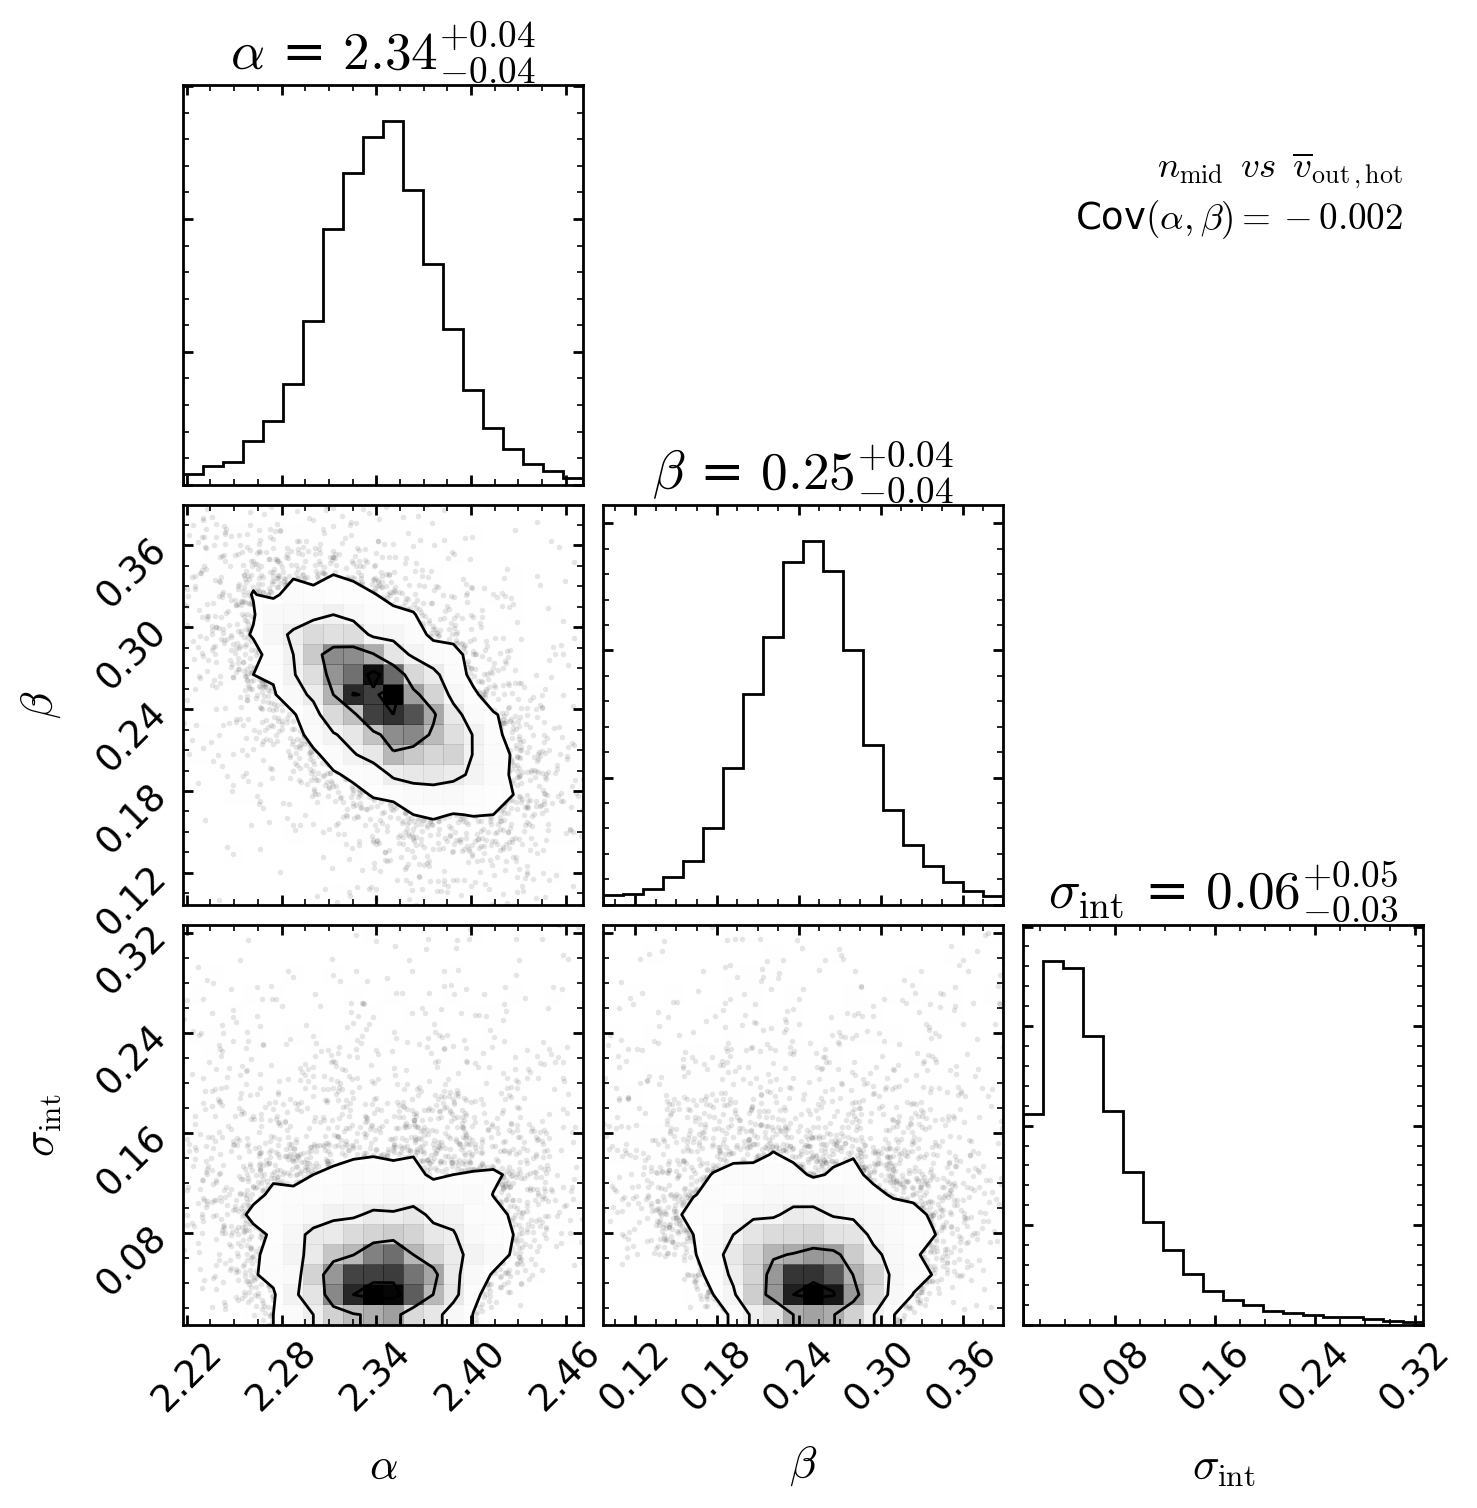 α = 2.34 +0.04 −0.04
n_mid vs v̅_out,hot
Cov(α, β) = −0.002
β = 0.25 +0.04 −0.04
β
0.36
0.30
0.24
0.18
0.12
σ_int = 0.06 +0.05 −0.03
σ_int
0.32
0.24
0.16
0.08
2.22 2.28 2.34 2.40 2.46
0.12 0.18 0.24 0.30 0.36
0.08 0.16 0.24 0.32
α
β
σ_int